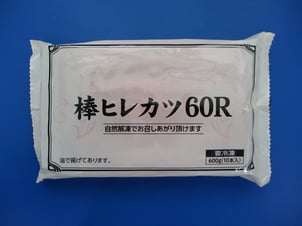 棒ヒレカツ60R
自然解凍でお召しあがり頂けます
油で揚げてあります。
要冷凍
600g(10本入)